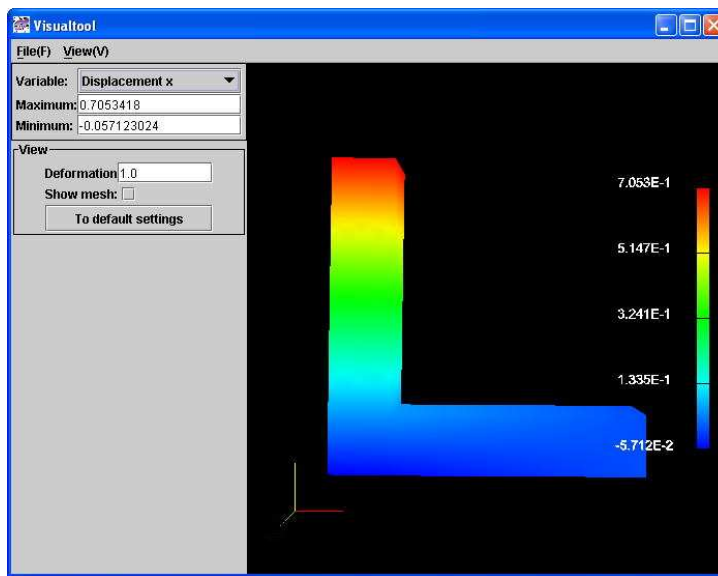 Visualtool
File(F) View(V)
Variable: Displacement x
Maximum: 0.7053418
Minimum: -0.057123024
View
Deformation 1.0
Show mesh:
To default settings
7.053E-1
5.147E-1
3.241E-1
1.335E-1
-5.712E-2